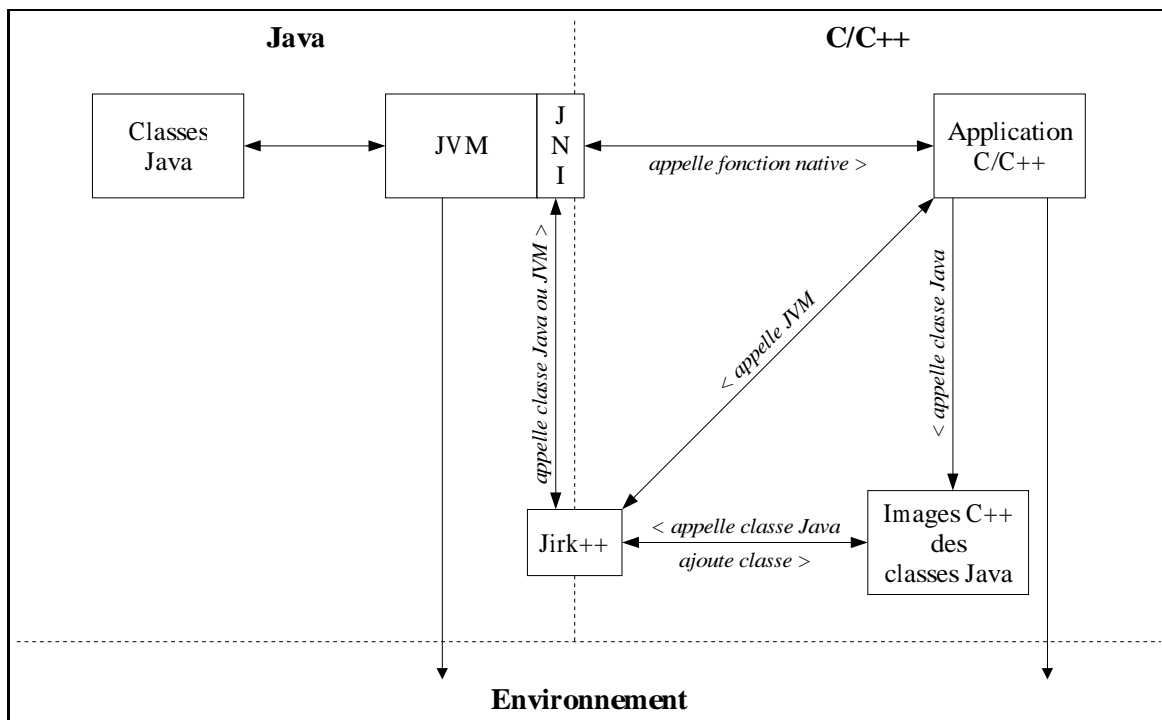 Java
C/C++
Classes
Java
JVM
J
N
I
appelle fonction native >
Application
C/C++
appelle classe Java ou JVM >
< appelle JVM
< appelle classe Java
Jirk++
< appelle classe Java
ajoute classe >
Images C++
des
classes Java
Environnement